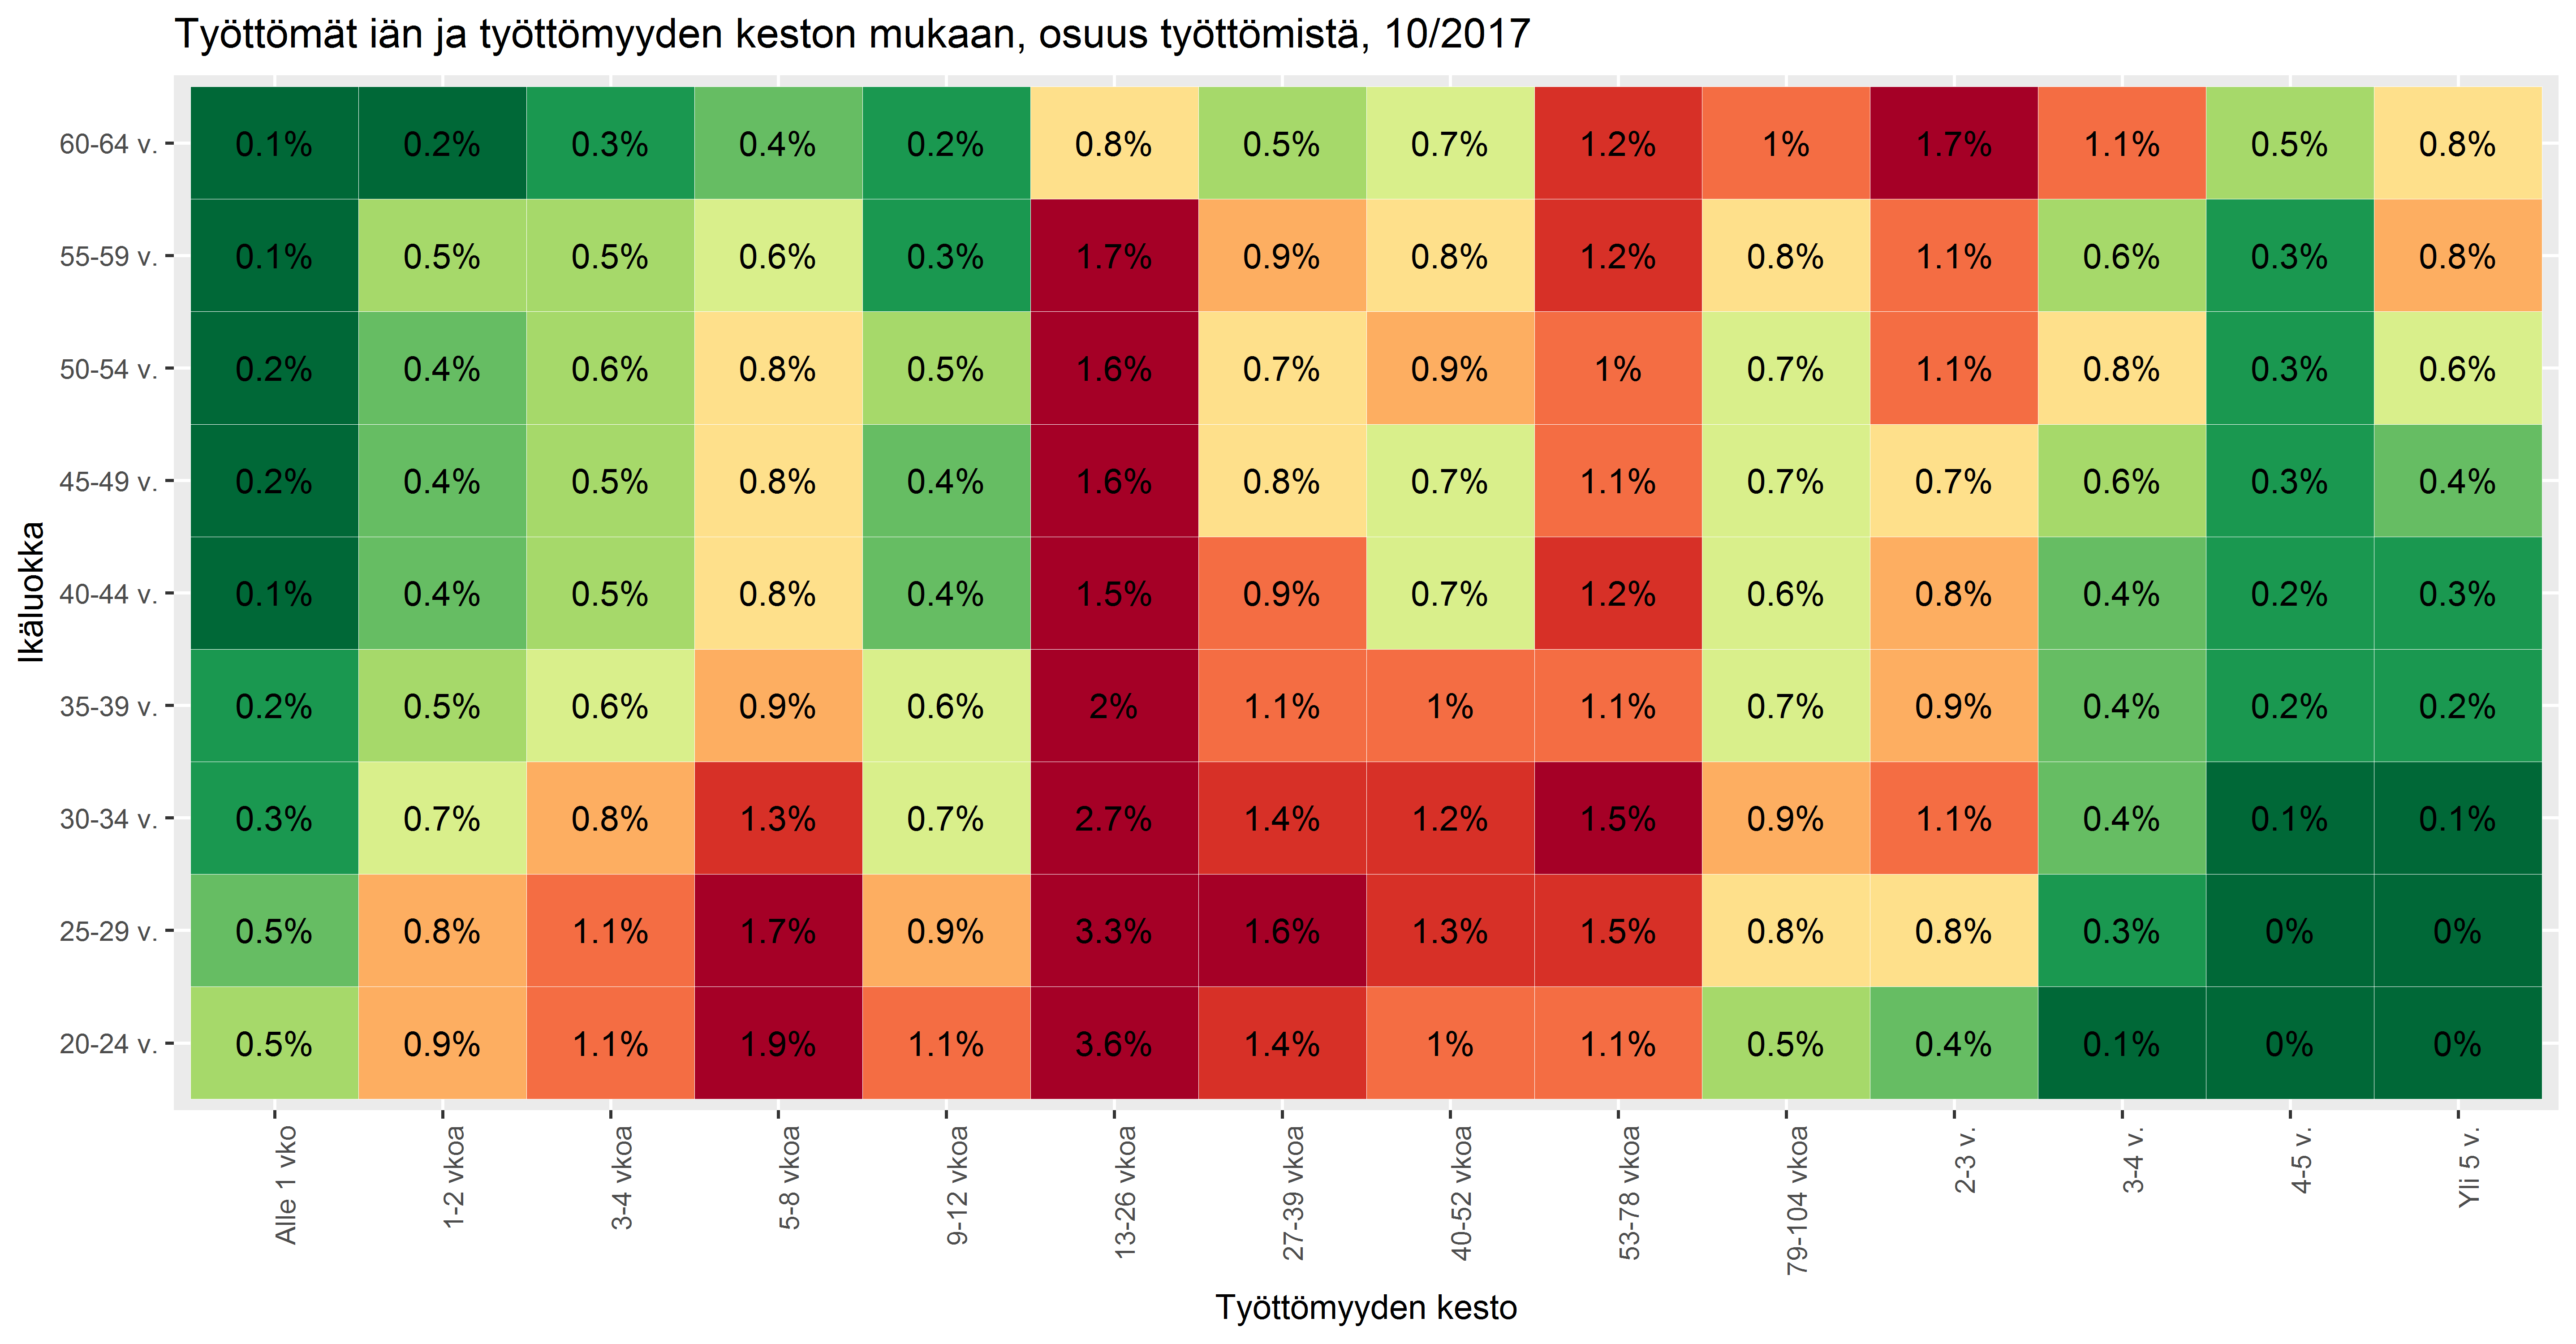 Työttömät iän ja työttömyyden keston mukaan, osuus työttömistä, 10/2017
Ikäluokka
60-64 v. 0.1% 0.2% 0.3% 0.4% 0.2% 0.8% 0.5% 0.7% 1.2% 1% 1.7% 1.1% 0.5% 0.8%
55-59 v. 0.1% 0.5% 0.5% 0.6% 0.3% 1.7% 0.9% 0.8% 1.2% 0.8% 1.1% 0.6% 0.3% 0.8%
50-54 v. 0.2% 0.4% 0.6% 0.8% 0.5% 1.6% 0.7% 0.9% 1% 0.7% 1.1% 0.8% 0.3% 0.6%
45-49 v. 0.2% 0.4% 0.5% 0.8% 0.4% 1.6% 0.8% 0.7% 1.1% 0.7% 0.7% 0.6% 0.3% 0.4%
40-44 v. 0.1% 0.4% 0.5% 0.8% 0.4% 1.5% 0.9% 0.7% 1.2% 0.6% 0.8% 0.4% 0.2% 0.3%
35-39 v. 0.2% 0.5% 0.6% 0.9% 0.6% 2% 1.1% 1% 1.1% 0.7% 0.9% 0.4% 0.2% 0.2%
30-34 v. 0.3% 0.7% 0.8% 1.3% 0.7% 2.7% 1.4% 1.2% 1.5% 0.9% 1.1% 0.4% 0.1% 0.1%
25-29 v. 0.5% 0.8% 1.1% 1.7% 0.9% 3.3% 1.6% 1.3% 1.5% 0.8% 0.8% 0.3% 0% 0%
20-24 v. 0.5% 0.9% 1.1% 1.9% 1.1% 3.6% 1.4% 1% 1.1% 0.5% 0.4% 0.1% 0% 0%
Alle 1 vko
1-2 vkoa
3-4 vkoa
5-8 vkoa
9-12 vkoa
13-26 vkoa
27-39 vkoa
40-52 vkoa
53-78 vkoa
79-104 vkoa
2-3 v.
3-4 v.
4-5 v.
Yli 5 v.
Työttömyyden kesto